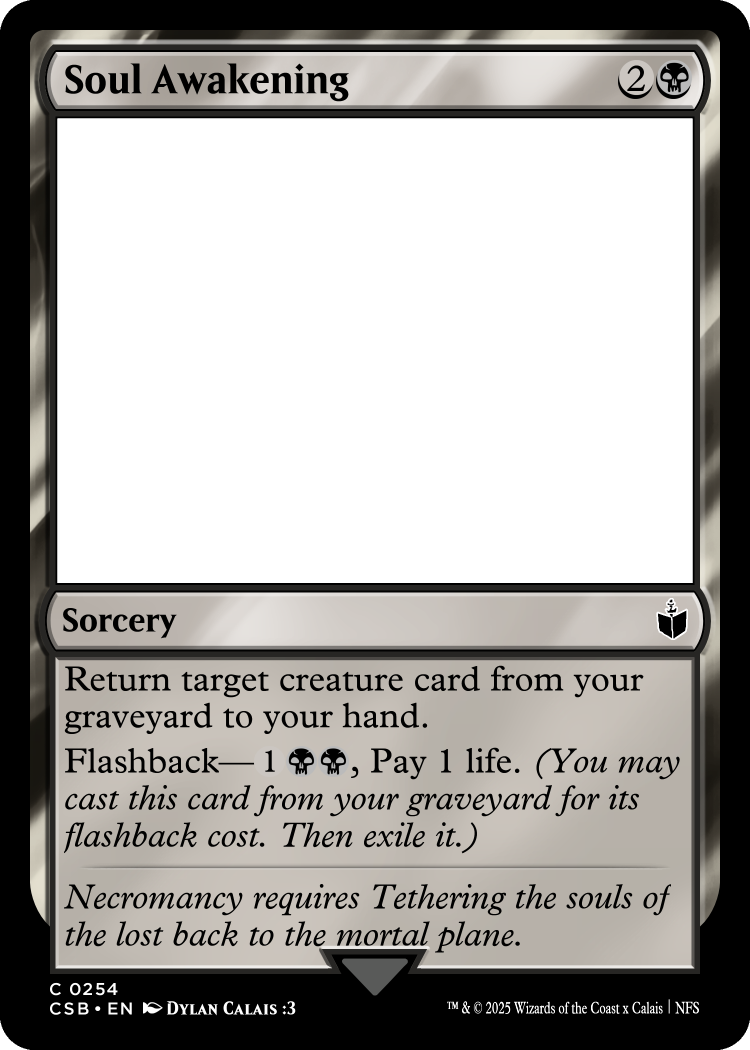 Soul Awakening 2
Sorcery
Return target creature card from your
graveyard to your hand.
Flashback— 1 , Pay 1 life. (You may
cast this card from your graveyard for its
flashback cost. Then exile it.)
Necromancy requires Tethering the souls of
the lost back to the mortal plane.
C 0254
CSB • EN Dylan Calais :3
™ & © 2025 Wizards of the Coast x Calais | NFS